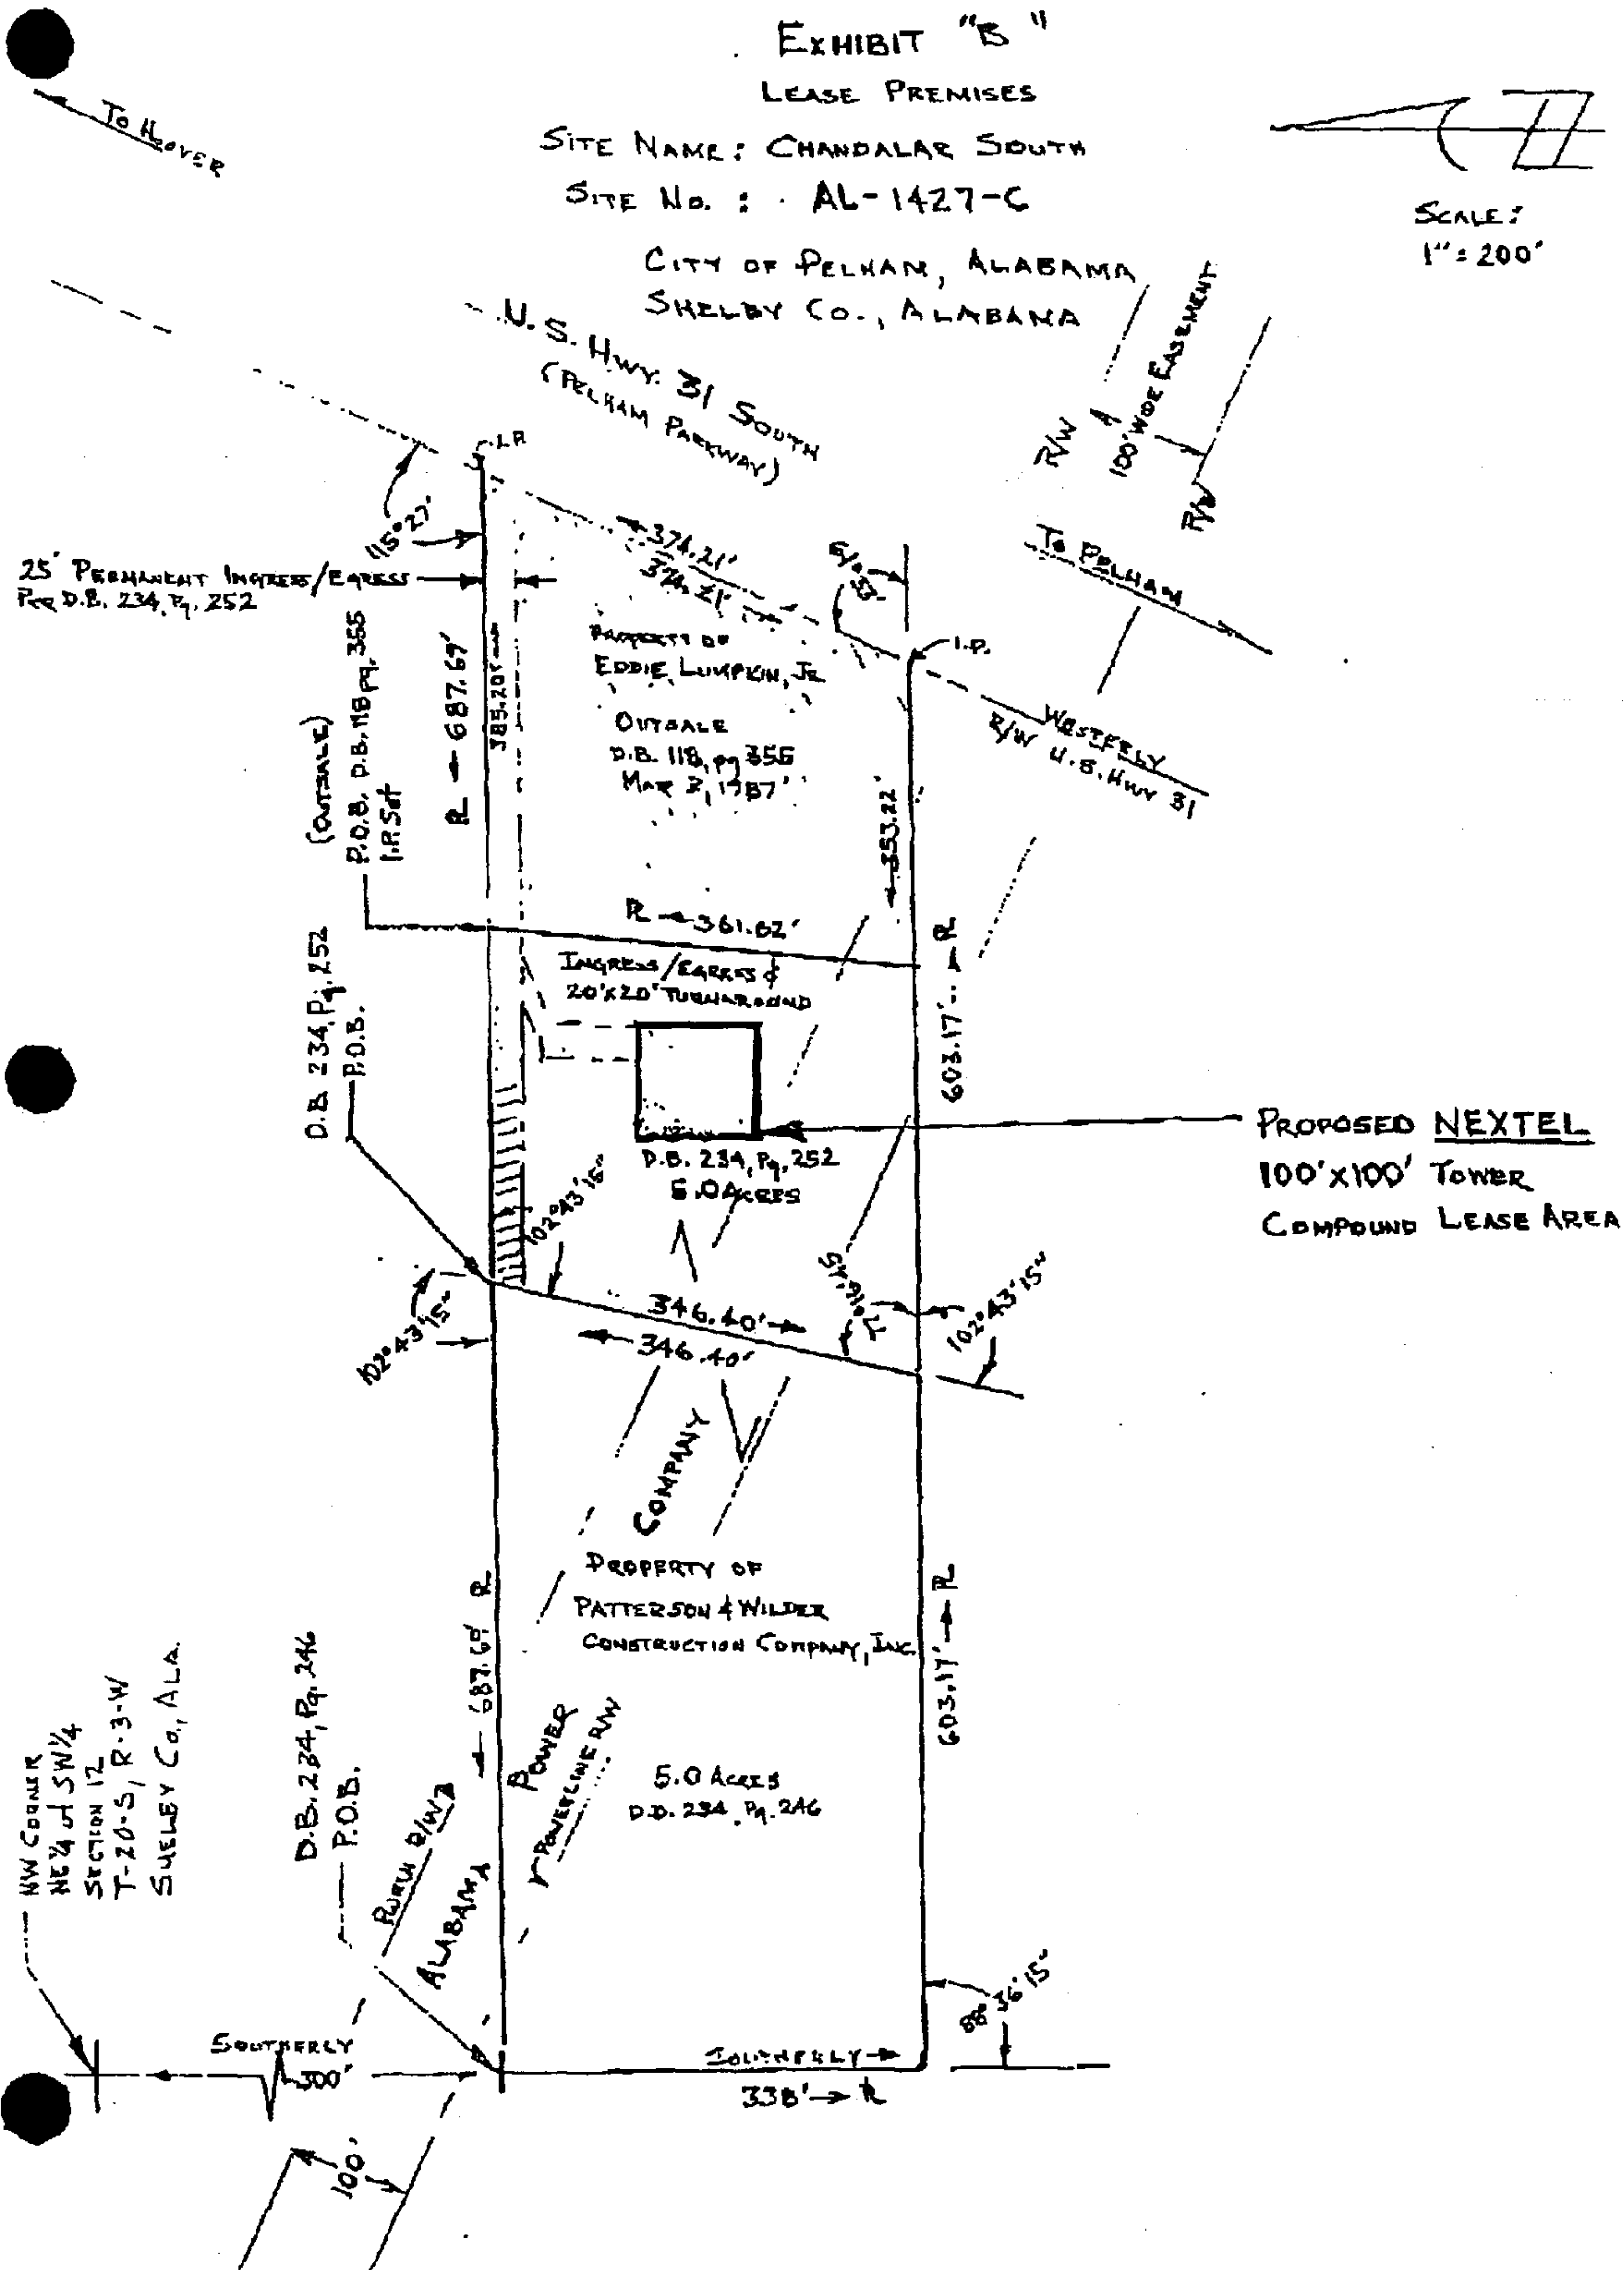 EXHIBIT "B"
LEASE PREMISES
SITE NAME: CHANDALAR SOUTH
SITE No.: AL-1427-C
CITY OF PELHAM, ALABAMA
SHELBY CO., ALABAMA
SCALE:
1"=200'
TO HOOVER
U.S. HWY. 31 SOUTH
(PELHAM PARKWAY)
R/W
100' WIDE EASEMENT
R/W
TO PELHAM
I.P.
374.21'
374.21'
25' PERMANENT INGRESS/EGRESS
PER D.B. 234, Pg. 252
687.69'
385.20'
PROPERTY OF
EDDIE LUMPKIN, JR
OUTSALE
D.B. 118, pg 355
MAR 2, 1987
I.P.
WESTERLY
R/W U.S. HWY 31
(OUTSALE)
P.O.B. D.B. 118 pg. 355
I.P. Set
353.22'
361.62'
INGRESS/EGRESS &
20'X20' TURNAROUND
603.17'
D.B. 234, Pg. 252
P.O.B.
PROPOSED NEXTEL
100'X100' TOWER
COMPOUND LEASE AREA
D.B. 234, Pg. 252
5.0 ACRES
102°43'15"
102°43'15"
102°43'15"
346.40'
346.40'
COMPANY
PROPERTY OF
PATTERSON & WILDER
CONSTRUCTION COMPANY, INC.
687.69'
603.17'
POWER
POWERLINE R/W
5.0 ACRES
D.B. 234, Pg. 246
NW CORNER
NE 1/4 of SW 1/4
SECTION 12
T-20-S, R-3-W
SHELBY Co., ALA.
D.B. 234, Pg. 246
P.O.B.
ALABAMA
88°36'15"
SOUTHERLY
300'
SOUTHERLY
338'
100'